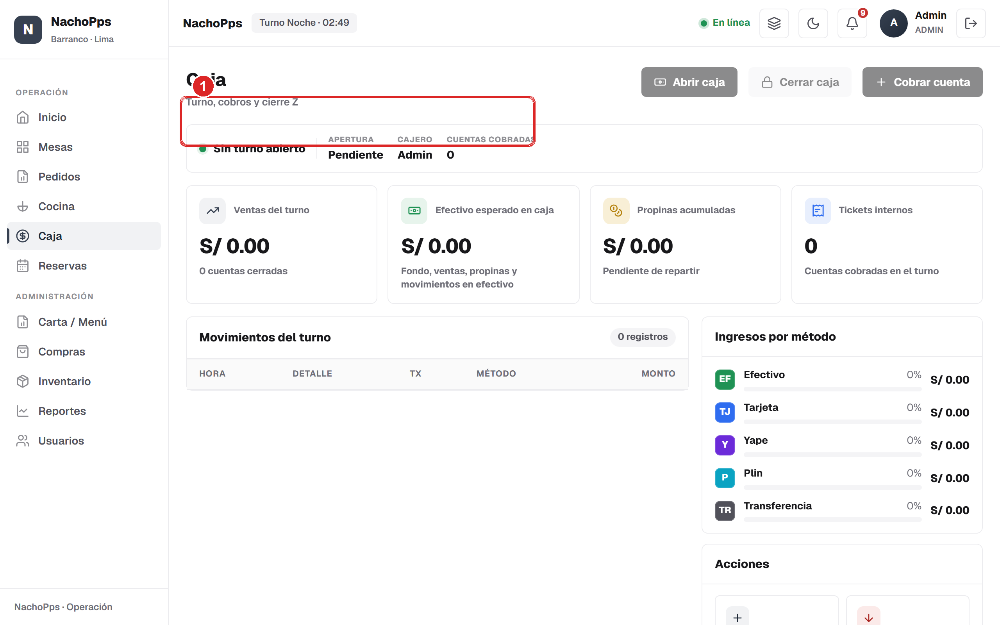 N
NachoPps
Barranco · Lima
NachoPps
Turno Noche · 02:49
En línea
9
A
Admin
ADMIN
OPERACIÓN
Inicio
Mesas
Pedidos
Cocina
Caja
Reservas
ADMINISTRACIÓN
Carta / Menú
Compras
Inventario
Reportes
Usuarios
NachoPps · Operación
Caja
1
Turno, cobros y cierre Z
Abrir caja
Cerrar caja
Cobrar cuenta
Sin turno abierto
APERTURA
Pendiente
CAJERO
Admin
CUENTAS COBRADAS
0
Ventas del turno
S/ 0.00
0 cuentas cerradas
Efectivo esperado en caja
S/ 0.00
Fondo, ventas, propinas y
movimientos en efectivo
Propinas acumuladas
S/ 0.00
Pendiente de repartir
Tickets internos
0
Cuentas cobradas en el turno
Movimientos del turno
0 registros
HORA DETALLE TX MÉTODO MONTO
Ingresos por método
EF Efectivo 0% S/ 0.00
TJ Tarjeta 0% S/ 0.00
Y Yape 0% S/ 0.00
P Plin 0% S/ 0.00
TR Transferencia 0% S/ 0.00
Acciones